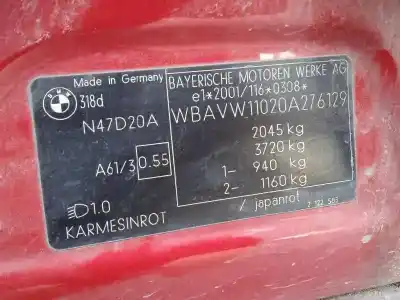 Made in Germany
BMW
318d
N47D20A
A61/3 0.55
1.0
KARMESINROT
BAYERISCHE MOTOREN WERKE AG
e1*2001/116*0308*
WBAVW11020A276129
2045 kg
3720 kg
1- 940 kg
2- 1160 kg
/ japanrot